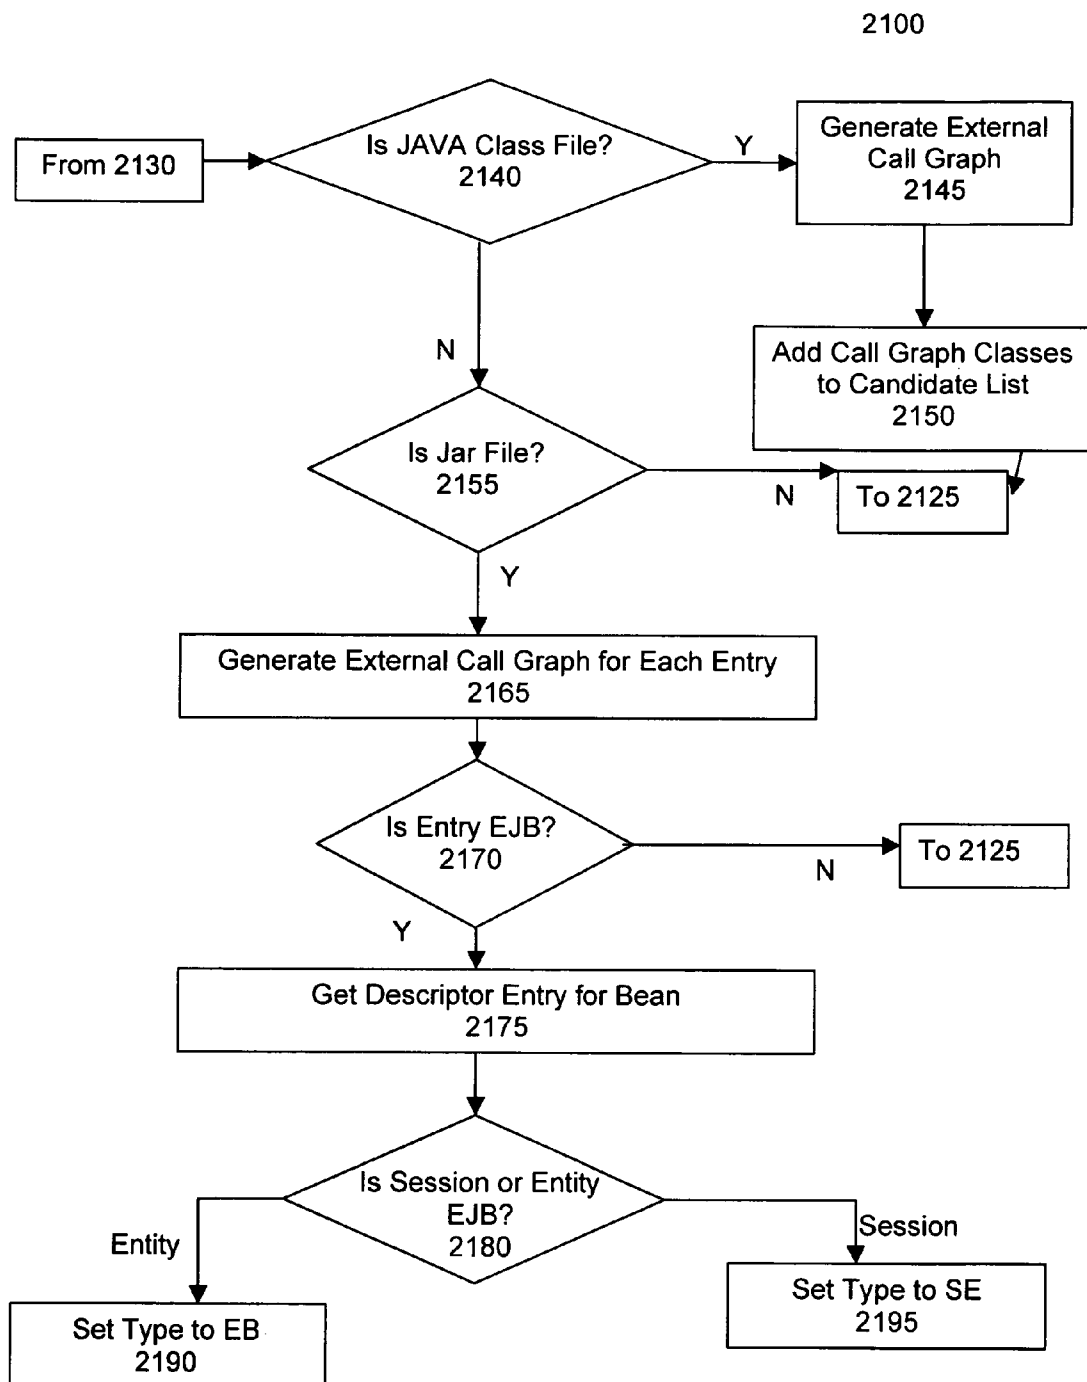 2100
From 2130
Is JAVA Class File?
2140
Y
Generate External
Call Graph
2145
N
Add Call Graph Classes
to Candidate List
2150
Is Jar File?
2155
N
To 2125
Y
Generate External Call Graph for Each Entry
2165
Is Entry EJB?
2170
N
To 2125
Y
Get Descriptor Entry for Bean
2175
Is Session or Entity
EJB?
2180
Entity
Session
Set Type to EB
2190
Set Type to SE
2195